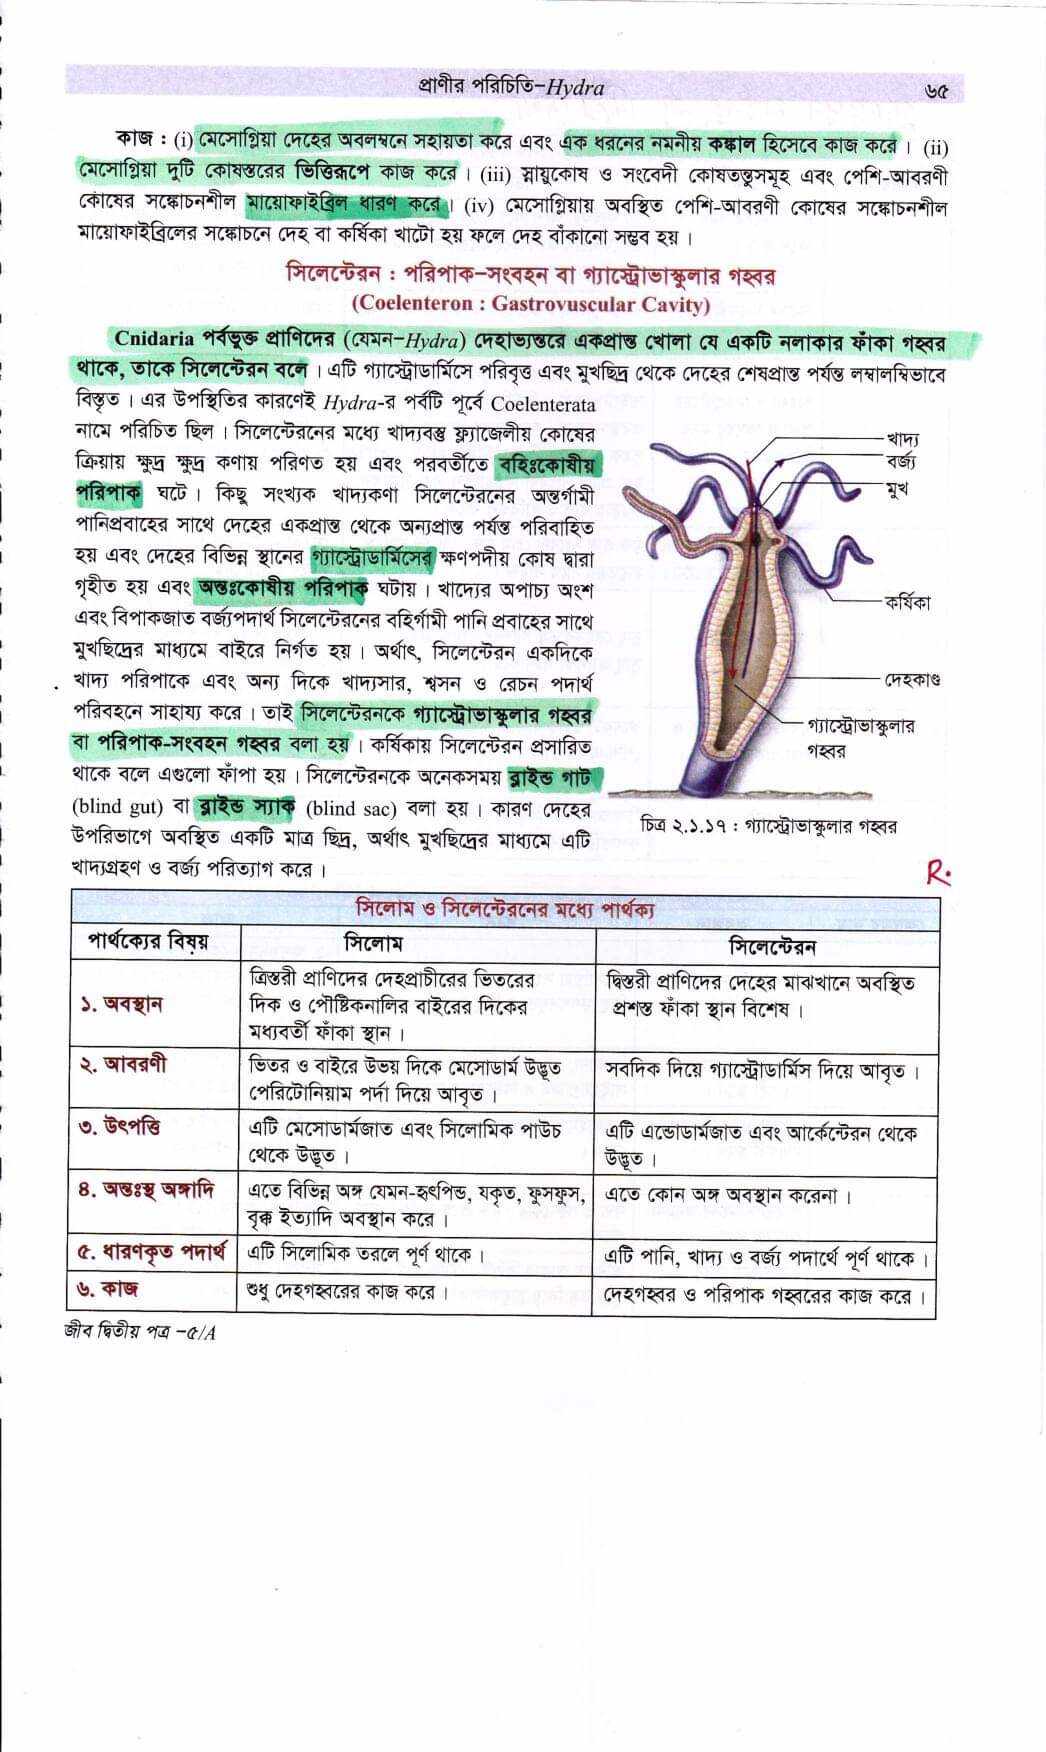 প্রাণীর পরিচিতি–Hydra ৬৫
কাজ : (i) মেসোগ্লিয়া দেহের অবলম্বনে সহায়তা করে এবং এক ধরনের নমনীয় কঙ্কাল হিসেবে কাজ করে। (ii)
মেসোগ্লিয়া দুটি কোষস্তরের ভিত্তিরূপে কাজ করে। (iii) স্নায়ুকোষ ও সংবেদী কোষতন্তুসমূহ এবং পেশি-আবরণী
কোষের সঙ্কোচনশীল মায়োফাইব্রিল ধারণ করে। (iv) মেসোগ্লিয়ায় অবস্থিত পেশি-আবরণী কোষের সঙ্কোচনশীল
মায়োফাইব্রিলের সঙ্কোচনে দেহ বা কর্ষিকা খাটো হয় ফলে দেহ বাঁকানো সম্ভব হয়।
সিলেন্টেরন : পরিপাক-সংবহন বা গ্যাস্ট্রোভাস্কুলার গহ্বর
(Coelenteron : Gastrovuscular Cavity)
Cnidaria পর্বভুক্ত প্রাণিদের (যেমন–Hydra) দেহাভ্যন্তরে একপ্রান্ত খোলা যে একটি নলাকার ফাঁকা গহ্বর
থাকে, তাকে সিলেন্টেরন বলে। এটি গ্যাস্ট্রোডার্মিসে পরিবৃত্ত এবং মুখছিদ্র থেকে দেহের শেষপ্রান্ত পর্যন্ত লম্বালম্বিভাবে
বিস্তৃত। এর উপস্থিতির কারণেই Hydra-র পর্বটি পূর্বে Coelenterata
নামে পরিচিত ছিল। সিলেন্টেরনের মধ্যে খাদ্যবস্তু ফ্ল্যাজেলীয় কোষের
ক্রিয়ায় ক্ষুদ্র ক্ষুদ্র কণায় পরিণত হয় এবং পরবর্তীতে বহিঃকোষীয়
পরিপাক ঘটে। কিছু সংখ্যক খাদ্যকণা সিলেন্টেরনের অন্তর্গামী
পানিপ্রবাহের সাথে দেহের একপ্রান্ত থেকে অন্যপ্রান্ত পর্যন্ত পরিবাহিত
হয় এবং দেহের বিভিন্ন স্থানের গ্যাস্ট্রোডার্মিসের ক্ষণপদীয় কোষ দ্বারা
গৃহীত হয় এবং অন্তঃকোষীয় পরিপাক ঘটায়। খাদ্যের অপাচ্য অংশ
এবং বিপাকজাত বর্জ্যপদার্থ সিলেন্টেরনের বহির্গামী পানি প্রবাহের সাথে
মুখছিদ্রের মাধ্যমে বাইরে নির্গত হয়। অর্থাৎ, সিলেন্টেরন একদিকে
খাদ্য পরিপাকে এবং অন্য দিকে খাদ্যসার, শ্বসন ও রেচন পদার্থ
পরিবহনে সাহায্য করে। তাই সিলেন্টেরনকে গ্যাস্ট্রোভাস্কুলার গহ্বর
বা পরিপাক-সংবহন গহ্বর বলা হয়। কর্ষিকায় সিলেন্টেরন প্রসারিত
থাকে বলে এগুলো ফাঁপা হয়। সিলেন্টেরনকে অনেকসময় ব্লাইন্ড গাট
(blind gut) বা ব্লাইন্ড স্যাক (blind sac) বলা হয়। কারণ দেহের
উপরিভাগে অবস্থিত একটি মাত্র ছিদ্র, অর্থাৎ মুখছিদ্রের মাধ্যমে এটি
খাদ্যগ্রহণ ও বর্জ্য পরিত্যাগ করে।
খাদ্য
বর্জ্য
মুখ
কর্ষিকা
দেহকাণ্ড
গ্যাস্ট্রোভাস্কুলার
গহ্বর
চিত্র ২.১.১৭ : গ্যাস্ট্রোভাস্কুলার গহ্বর
R.
সিলোম ও সিলেন্টেরনের মধ্যে পার্থক্য
পার্থক্যের বিষয় সিলোম সিলেন্টেরন
১. অবস্থান ত্রিস্তরী প্রাণিদের দেহপ্রাচীরের ভিতরের দ্বিস্তরী প্রাণিদের দেহের মাঝখানে অবস্থিত
দিক ও পৌষ্টিকনালির বাইরের দিকের প্রশস্ত ফাঁকা স্থান বিশেষ।
মধ্যবর্তী ফাঁকা স্থান।
২. আবরণী ভিতর ও বাইরে উভয় দিকে মেসোডার্ম উদ্ভূত সবদিক দিয়ে গ্যাস্ট্রোডার্মিস দিয়ে আবৃত।
পেরিটোনিয়াম পর্দা দিয়ে আবৃত।
৩. উৎপত্তি এটি মেসোডার্মজাত এবং সিলোমিক পাউচ এটি এন্ডোডার্মজাত এবং আর্কেন্টেরন থেকে
থেকে উদ্ভূত। উদ্ভূত।
৪. অন্তঃস্থ অঙ্গাদি এতে বিভিন্ন অঙ্গ যেমন-হৃৎপিন্ড, যকৃত, ফুসফুস, এতে কোন অঙ্গ অবস্থান করেনা।
বৃক্ক ইত্যাদি অবস্থান করে।
৫. ধারণকৃত পদার্থ এটি সিলোমিক তরলে পূর্ণ থাকে। এটি পানি, খাদ্য ও বর্জ্য পদার্থে পূর্ণ থাকে।
৬. কাজ শুধু দেহগহ্বরের কাজ করে। দেহগহ্বর ও পরিপাক গহ্বরের কাজ করে।
জীব দ্বিতীয় পত্র –৫/A